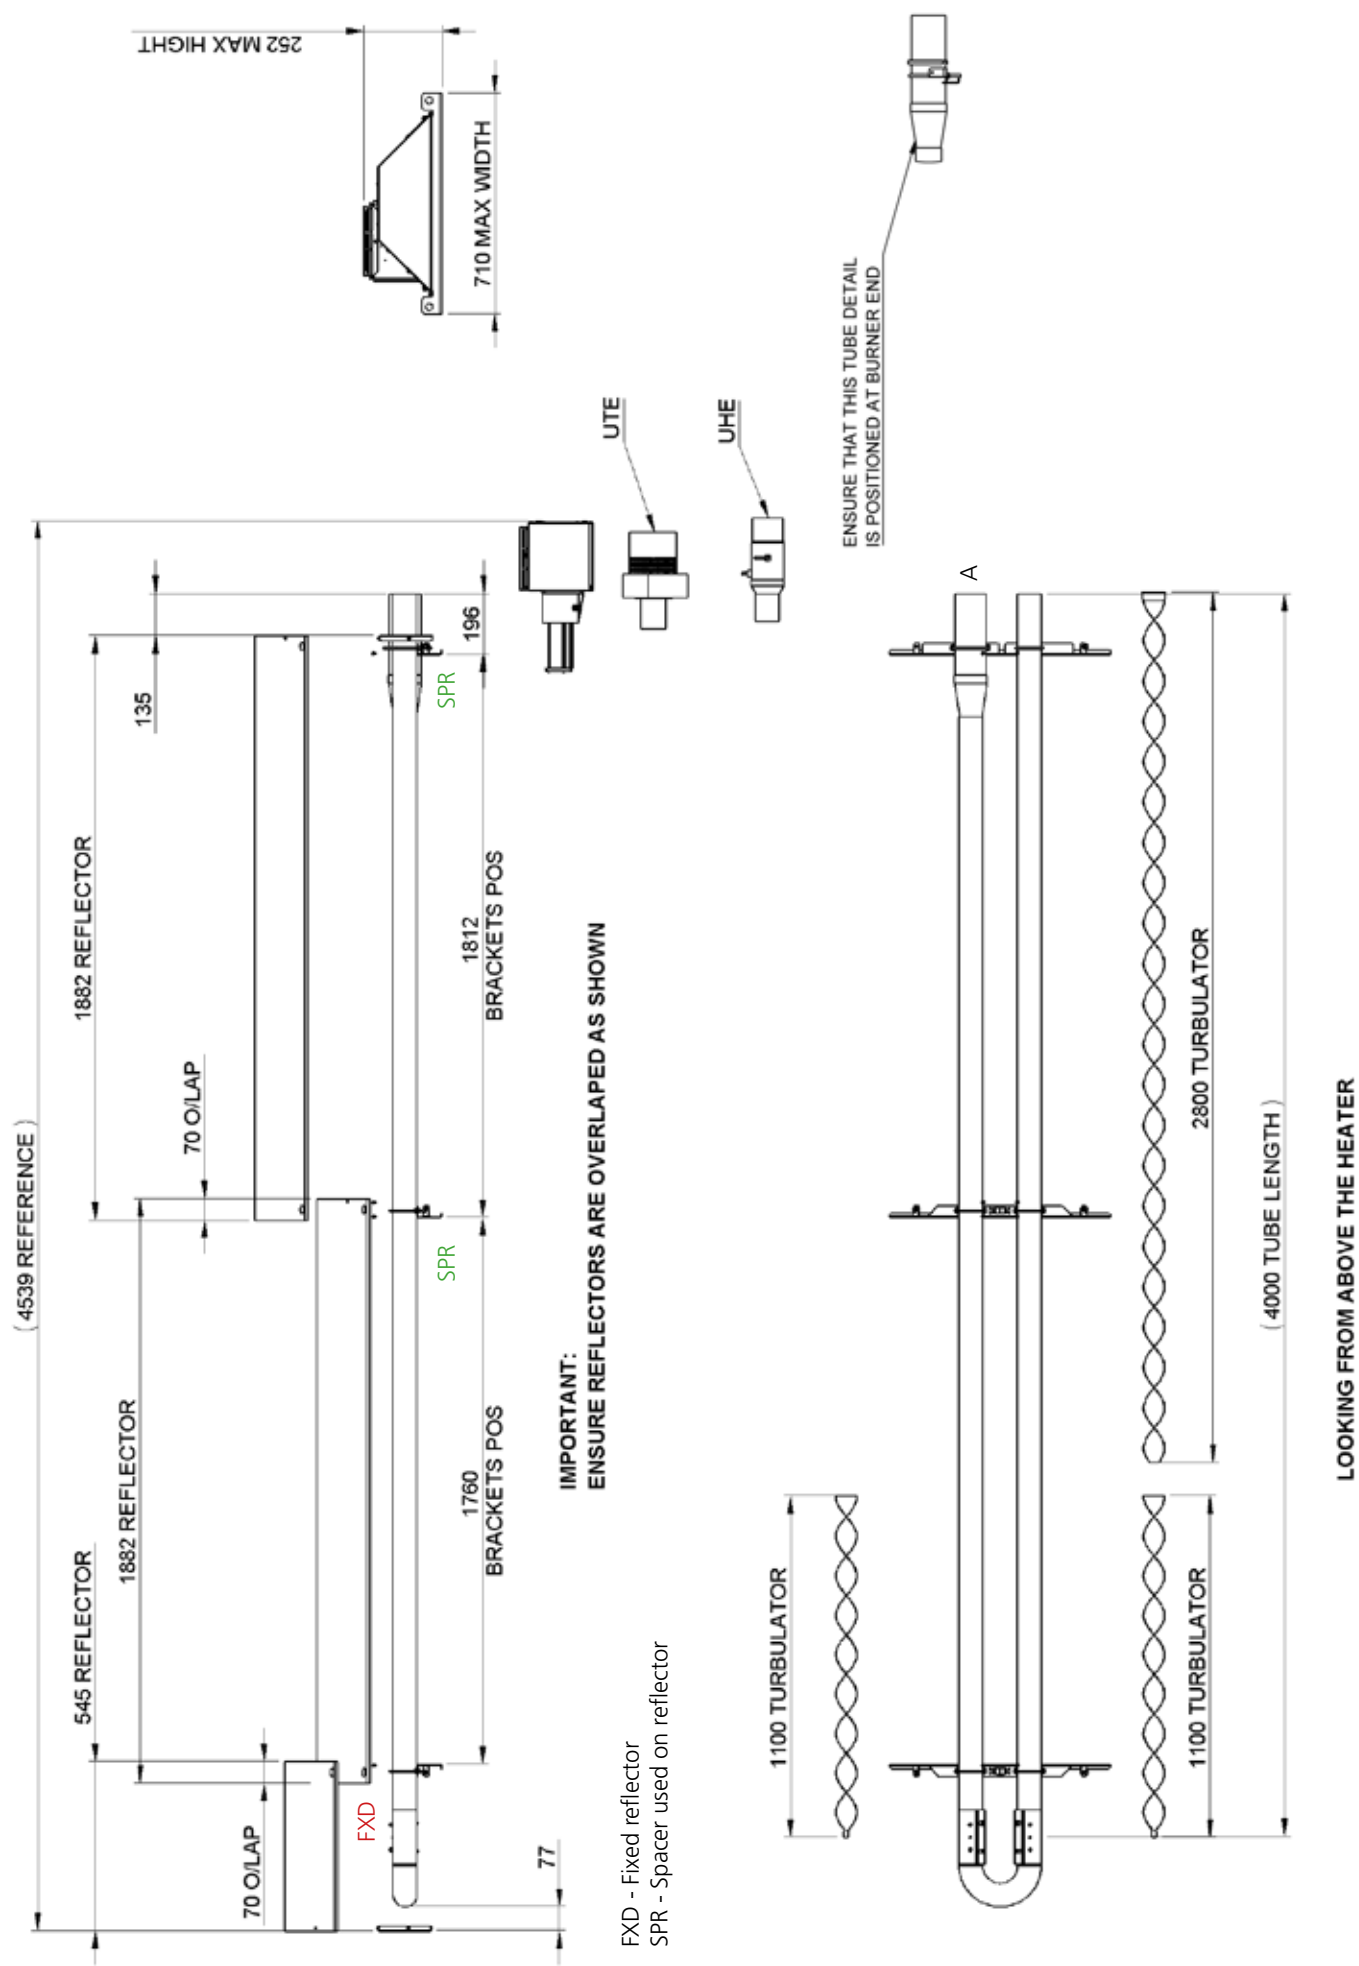 252 MAX HIGHT
710 MAX WIDTH
( 4539 REFERENCE )
545 REFLECTOR
1882 REFLECTOR
1882 REFLECTOR
70 O/LAP
70 O/LAP
135
FXD
SPR
SPR
77
1760
BRACKETS POS
1812
BRACKETS POS
196
UTE
UHE
IMPORTANT:
ENSURE REFLECTORS ARE OVERLAPED AS SHOWN
FXD - Fixed reflector
SPR - Spacer used on reflector
ENSURE THAT THIS TUBE DETAIL
IS POSITIONED AT BURNER END
A
1100 TURBULATOR
1100 TURBULATOR
2800 TURBULATOR
( 4000 TUBE LENGTH )
LOOKING FROM ABOVE THE HEATER